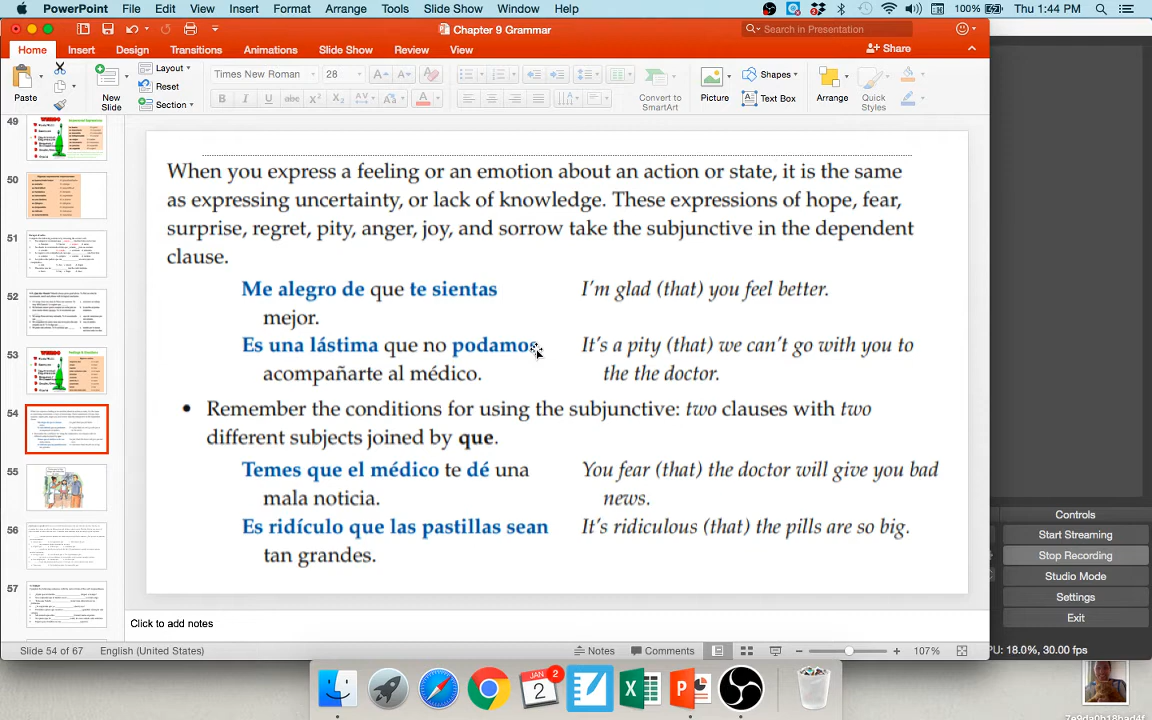 PowerPoint File Edit View Insert Format Arrange Tools Slide Show Window Help 100% Thu 1:44 PM
Chapter 9 Grammar
Search in Presentation
Home Insert Design Transitions Animations Slide Show Review View
Share
Paste
New Slide
Layout
Reset
Section
Times New Roman 28
B I U abc X² X₂ AV Aa A
Convert to SmartArt
Picture
Shapes
Text Box
Arrange
Quick Styles
49
50
51
52
53
54
55
56
57
When you express a feeling or an emotion about an action or state, it is the same
as expressing uncertainty, or lack of knowledge. These expressions of hope, fear,
surprise, regret, pity, anger, joy, and sorrow take the subjunctive in the dependent
clause.
Me alegro de que te sientas I'm glad (that) you feel better.
mejor.
Es una lástima que no podamos It's a pity (that) we can't go with you to
acompañarte al médico. the the doctor.
• Remember the conditions for using the subjunctive: two clauses with two
different subjects joined by que.
Temes que el médico te dé una You fear (that) the doctor will give you bad
mala noticia. news.
Es ridículo que las pastillas sean It's ridiculous (that) the pills are so big.
tan grandes.
Click to add notes
Slide 54 of 67 English (United States) Notes Comments 107%
Controls
Start Streaming
Stop Recording
Studio Mode
Settings
Exit
PU: 18.0%, 30.00 fps
JAN 2
2